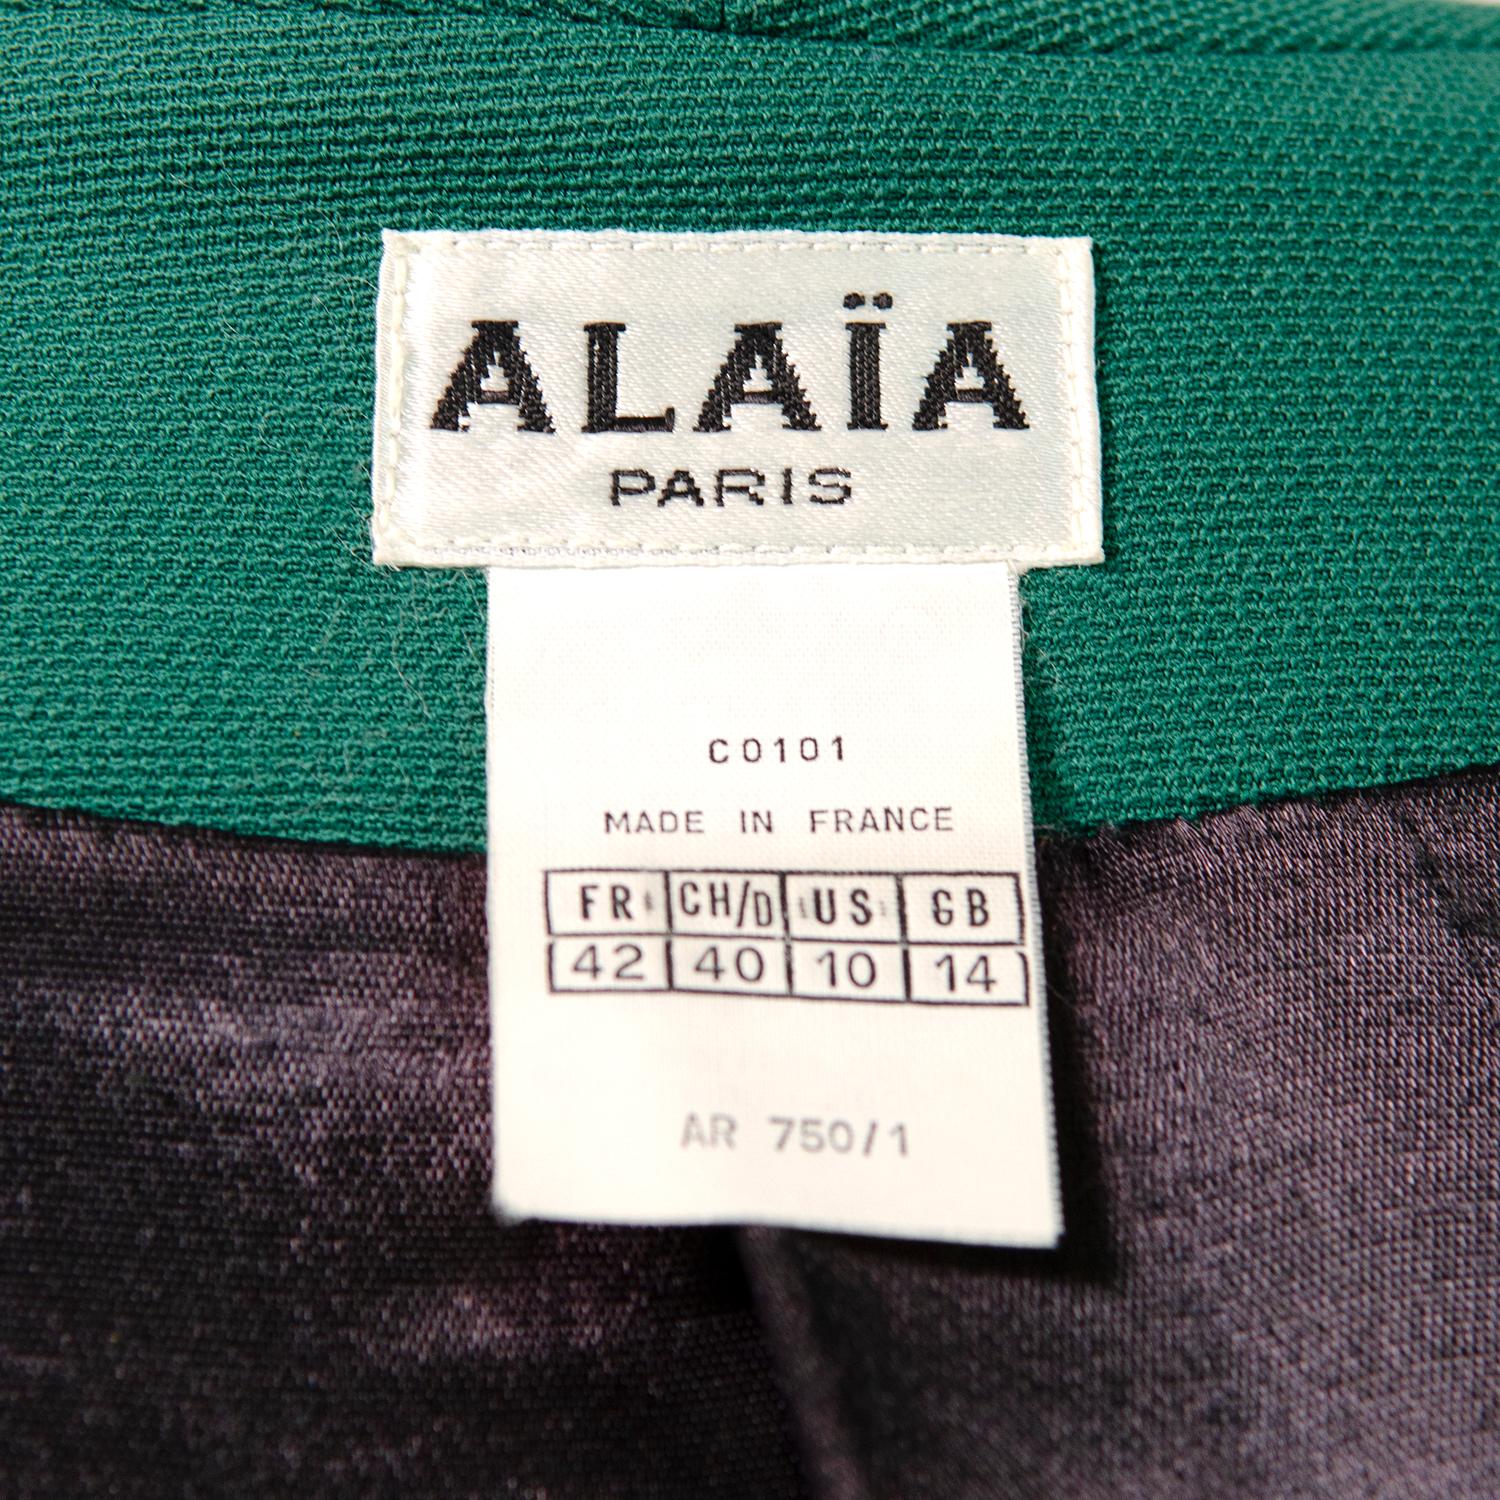 ALAÏA
PARIS
C0101
MADE IN FRANCE
FR CH/D US GB
42 40 10 14
AR 750/1